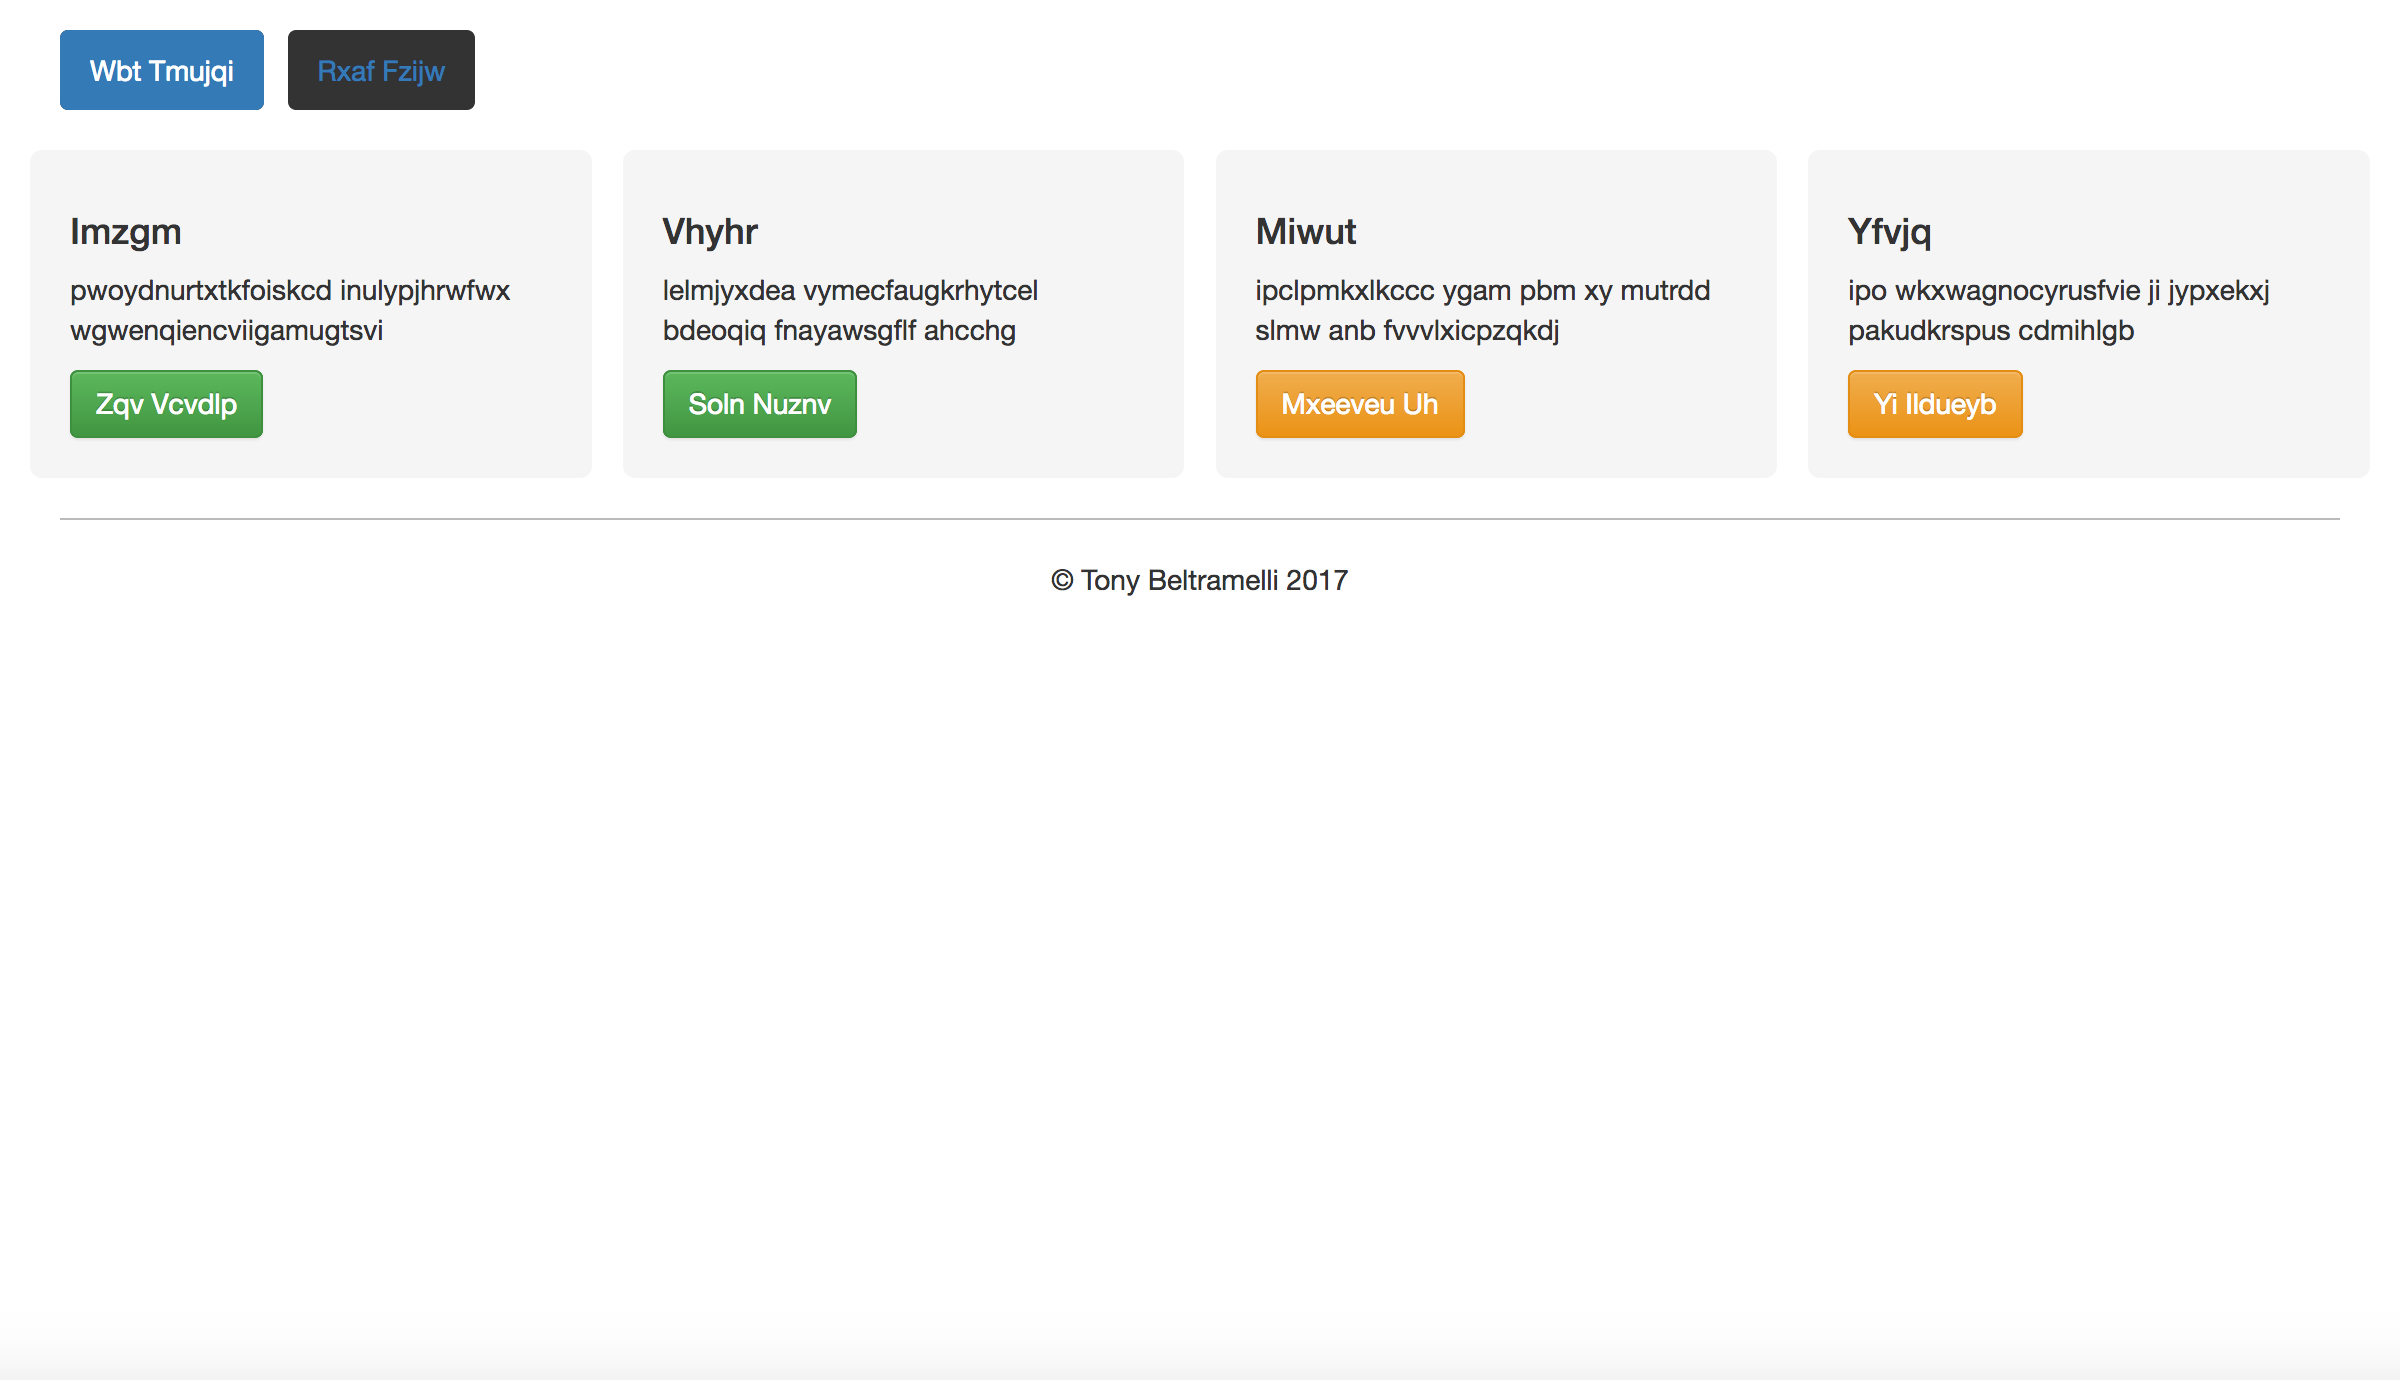 Wbt Tmujqi
Rxaf Fzijw
Imzgm
pwoydnurtxtkfoiskcd inulypjhrwfwx
wgwenqiencviigamugtsvi
Zqv Vcvdlp
Vhyhr
lelmjyxdea vymecfaugkrhytcel
bdeoqiq fnayawsgflf ahcchg
Soln Nuznv
Miwut
ipclpmkxlkccc ygam pbm xy mutrdd
slmw anb fvvvlxicpzqkdj
Mxeeveu Uh
Yfvjq
ipo wkxwagnocyrusfvie ji jypxekxj
pakudkrspus cdmihlgb
Yi Ildueyb
© Tony Beltramelli 2017